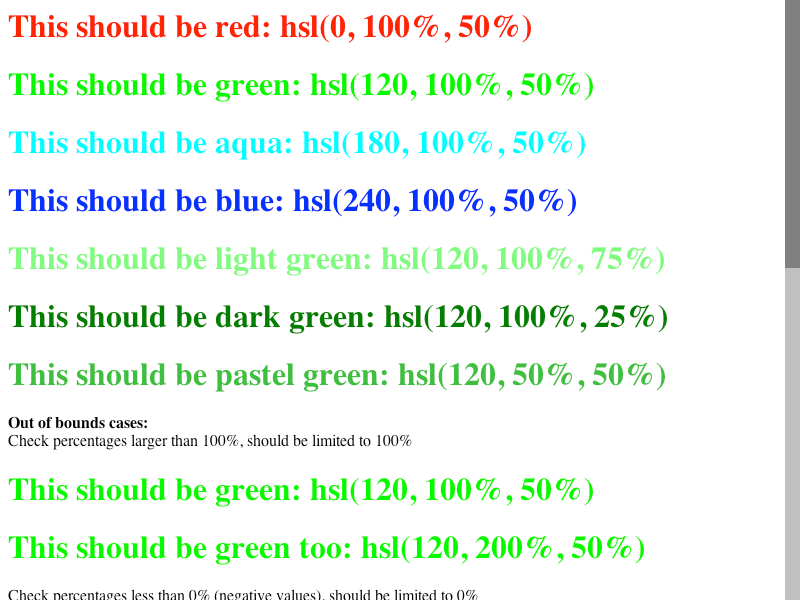 This should be red: hsl(0, 100%, 50%)
This should be green: hsl(120, 100%, 50%)
This should be aqua: hsl(180, 100%, 50%)
This should be blue: hsl(240, 100%, 50%)
This should be light green: hsl(120, 100%, 75%)
This should be dark green: hsl(120, 100%, 25%)
This should be pastel green: hsl(120, 50%, 50%)
Out of bounds cases:
Check percentages larger than 100%, should be limited to 100%
This should be green: hsl(120, 100%, 50%)
This should be green too: hsl(120, 200%, 50%)
Check percentages less than 0% (negative values), should be limited to 0%